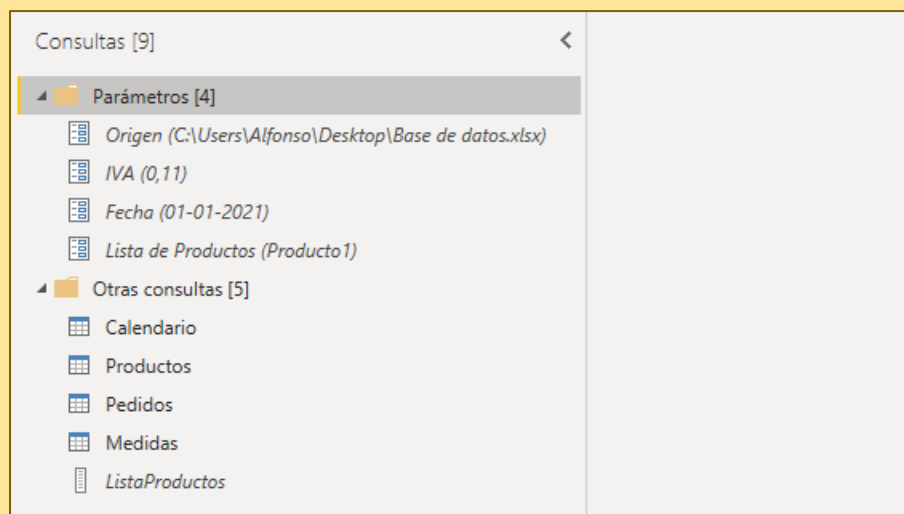 Consultas [9]
Parámetros [4]
Origen (C:\Users\Alfonso\Desktop\Base de datos.xlsx)
IVA (0,11)
Fecha (01-01-2021)
Lista de Productos (Producto1)
Otras consultas [5]
Calendario
Productos
Pedidos
Medidas
ListaProductos